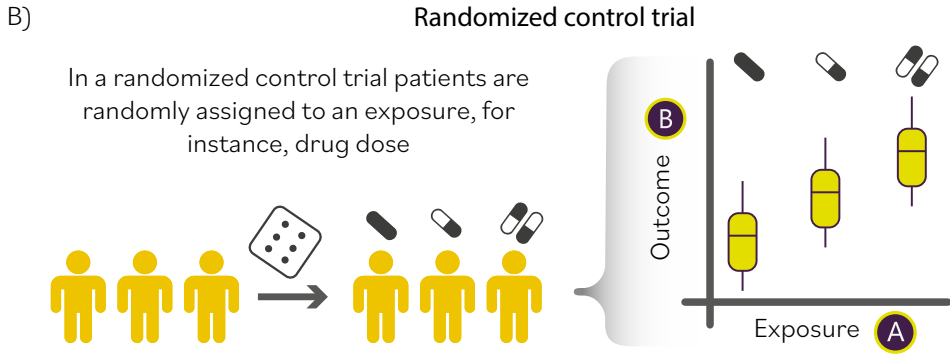 B)
Randomized control trial
In a randomized control trial patients are
randomly assigned to an exposure, for
instance, drug dose
B
Outcome
Exposure
A